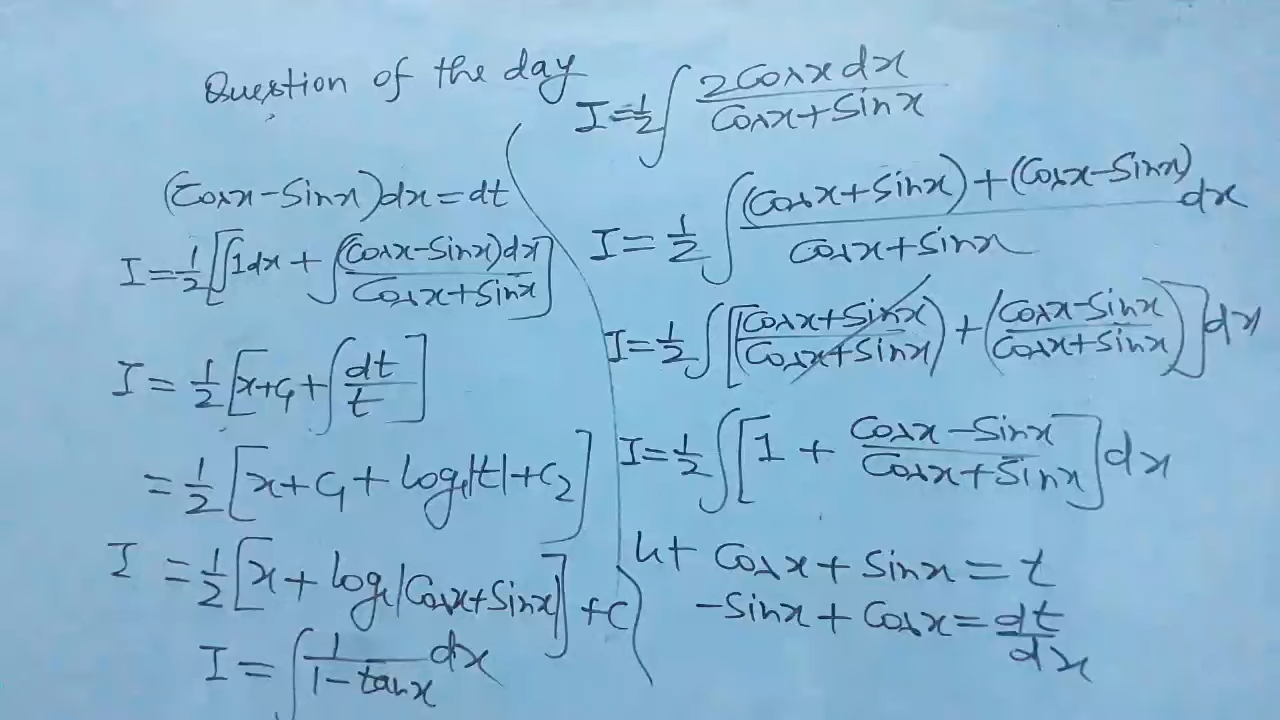 Question of the day
I = 1/2 ∫ 2cosx dx / (cosx + sinx)
I = 1/2 ∫ ((cosx + sinx) + (cosx - sinx)) / (cosx + sinx) dx
I = 1/2 ∫ [(cosx + sinx / cosx + sinx) + (cosx - sinx / cosx + sinx)] dx
I = 1/2 ∫ [1 + (cosx - sinx) / (cosx + sinx)] dx
let cosx + sinx = t
-sinx + cosx = dt/dx
(cosx - sinx)dx = dt
I = 1/2 [∫1dx + ∫ (cosx - sinx)dx / (cosx + sinx)]
I = 1/2 [x + c₁ + ∫ dt/t]
= 1/2 [x + c₁ + logₑ|t| + c₂]
I = 1/2 [x + logₑ|cosx + sinx|] + c
I = ∫ 1/(1 - tanx) dx